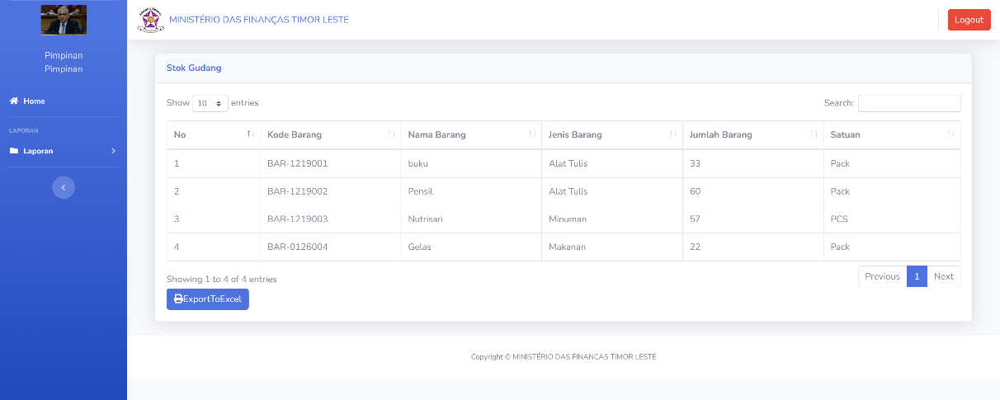 MINISTÉRIO DAS FINANÇAS TIMOR LESTE
Logout
Pimpinan
Pimpinan
Home
LAPORAN
Laporan
Stok Gudang
Show 10 entries
Search:
No Kode Barang Nama Barang Jenis Barang Jumlah Barang Satuan
1 BAR-1219001 buku Alat Tulis 33 Pack
2 BAR-1219002 Pensil Alat Tulis 60 Pack
3 BAR-1219003 Nutrisari Minuman 57 PCS
4 BAR-0126004 Gelas Makanan 22 Pack
Showing 1 to 4 of 4 entries
Previous 1 Next
ExportToExcel
Copyright © MINISTÉRIO DAS FINANÇAS TIMOR LESTE